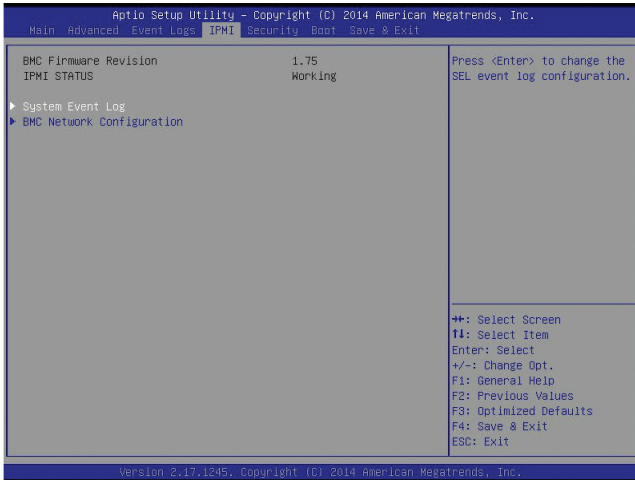 Aptio Setup Utility – Copyright (C) 2014 American Megatrends, Inc.
Main Advanced Event Logs IPMI Security Boot Save & Exit
BMC Firmware Revision 1.75
IPMI STATUS Working
System Event Log
BMC Network Configuration
Press <Enter> to change the
SEL event log configuration.
→←: Select Screen
↑↓: Select Item
Enter: Select
+/-: Change Opt.
F1: General Help
F2: Previous Values
F3: Optimized Defaults
F4: Save & Exit
ESC: Exit
Version 2.17.1245. Copyright (C) 2014 American Megatrends, Inc.